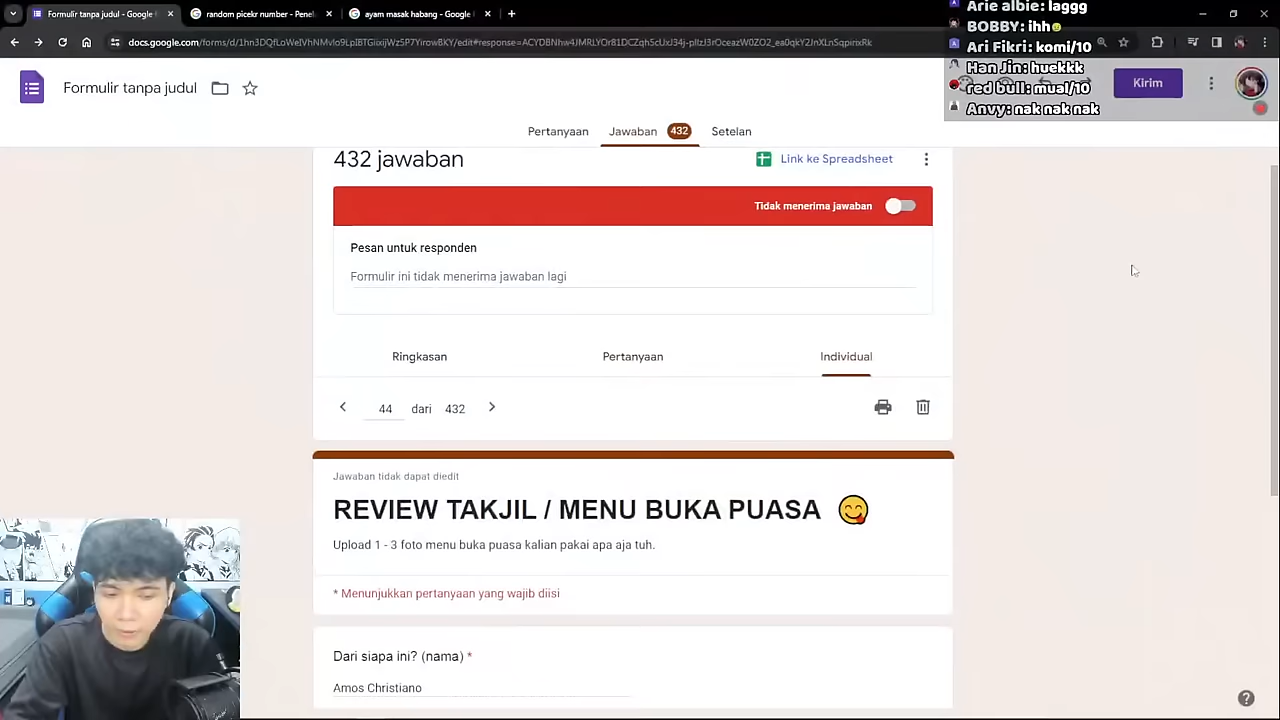 Formulir tanpa judul - Google
random picekr number - Penel
ayam masak habang - Google
Arie albie: laggg
BOBBY: ihh
Ari Fikri: komi/10
Han Jin: huekkk
red bull: mual/10
Anvy: nak nak nak
Formulir tanpa judul
Kirim
Pertanyaan
Jawaban 432
Setelan
432 jawaban
Link ke Spreadsheet
Tidak menerima jawaban
Pesan untuk responden
Formulir ini tidak menerima jawaban lagi
Ringkasan
Pertanyaan
Individual
44 dari 432
Jawaban tidak dapat diedit
REVIEW TAKJIL / MENU BUKA PUASA 😋
Upload 1 - 3 foto menu buka puasa kalian pakai apa aja tuh.
* Menunjukkan pertanyaan yang wajib diisi
Dari siapa ini? (nama) *
Amos Christiano